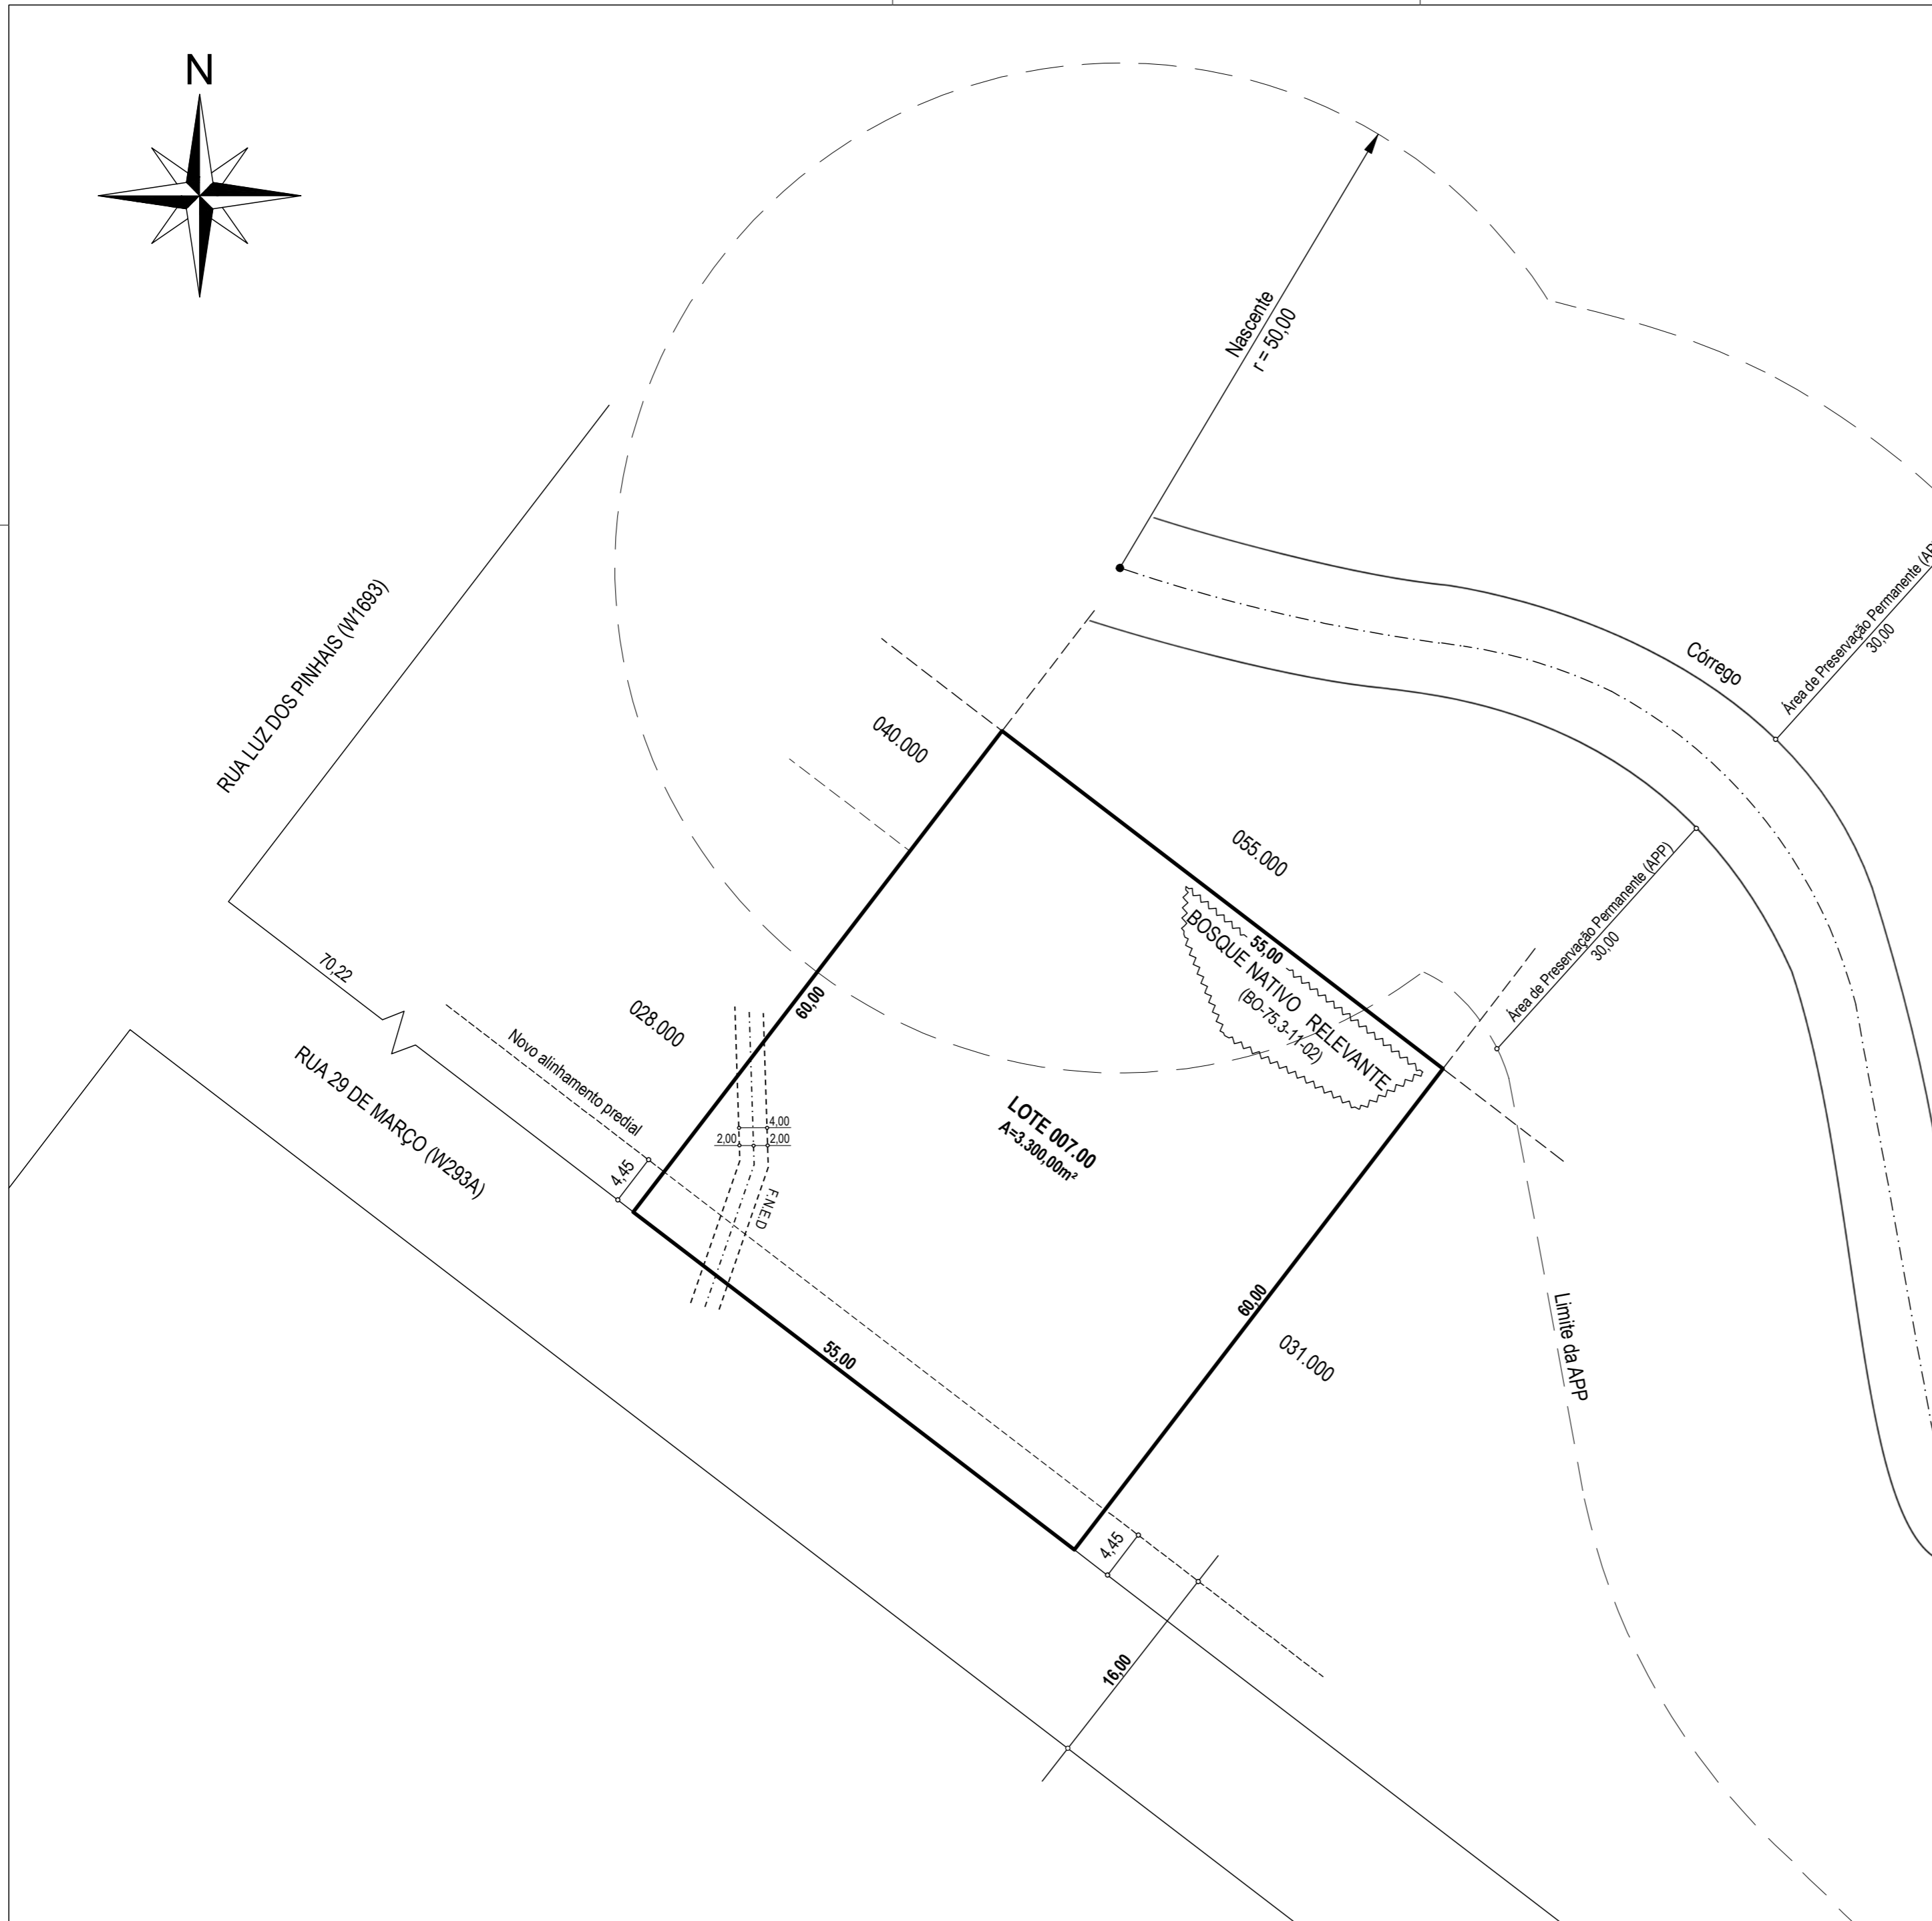 N
Nascente
r = 50,00
RUA LUZ DOS PINHAIS (W1693)
Córrego
Área de Preservação Permanente
30,00
040.000
055.000
Área de Preservação Permanente (APP)
30,00
BOSQUE NATIVO RELEVANTE
(BO-75.3-11-02)
55,00
60,00
70,22
028.000
Novo alinhamento predial
RUA 29 DE MARÇO (W293A)
4,00
2,00
2,00
4,45
F.N.E.D
LOTE 007.00
A=3.300,00m²
60,00
031.000
Limite da APP
55,00
4,45
16,00